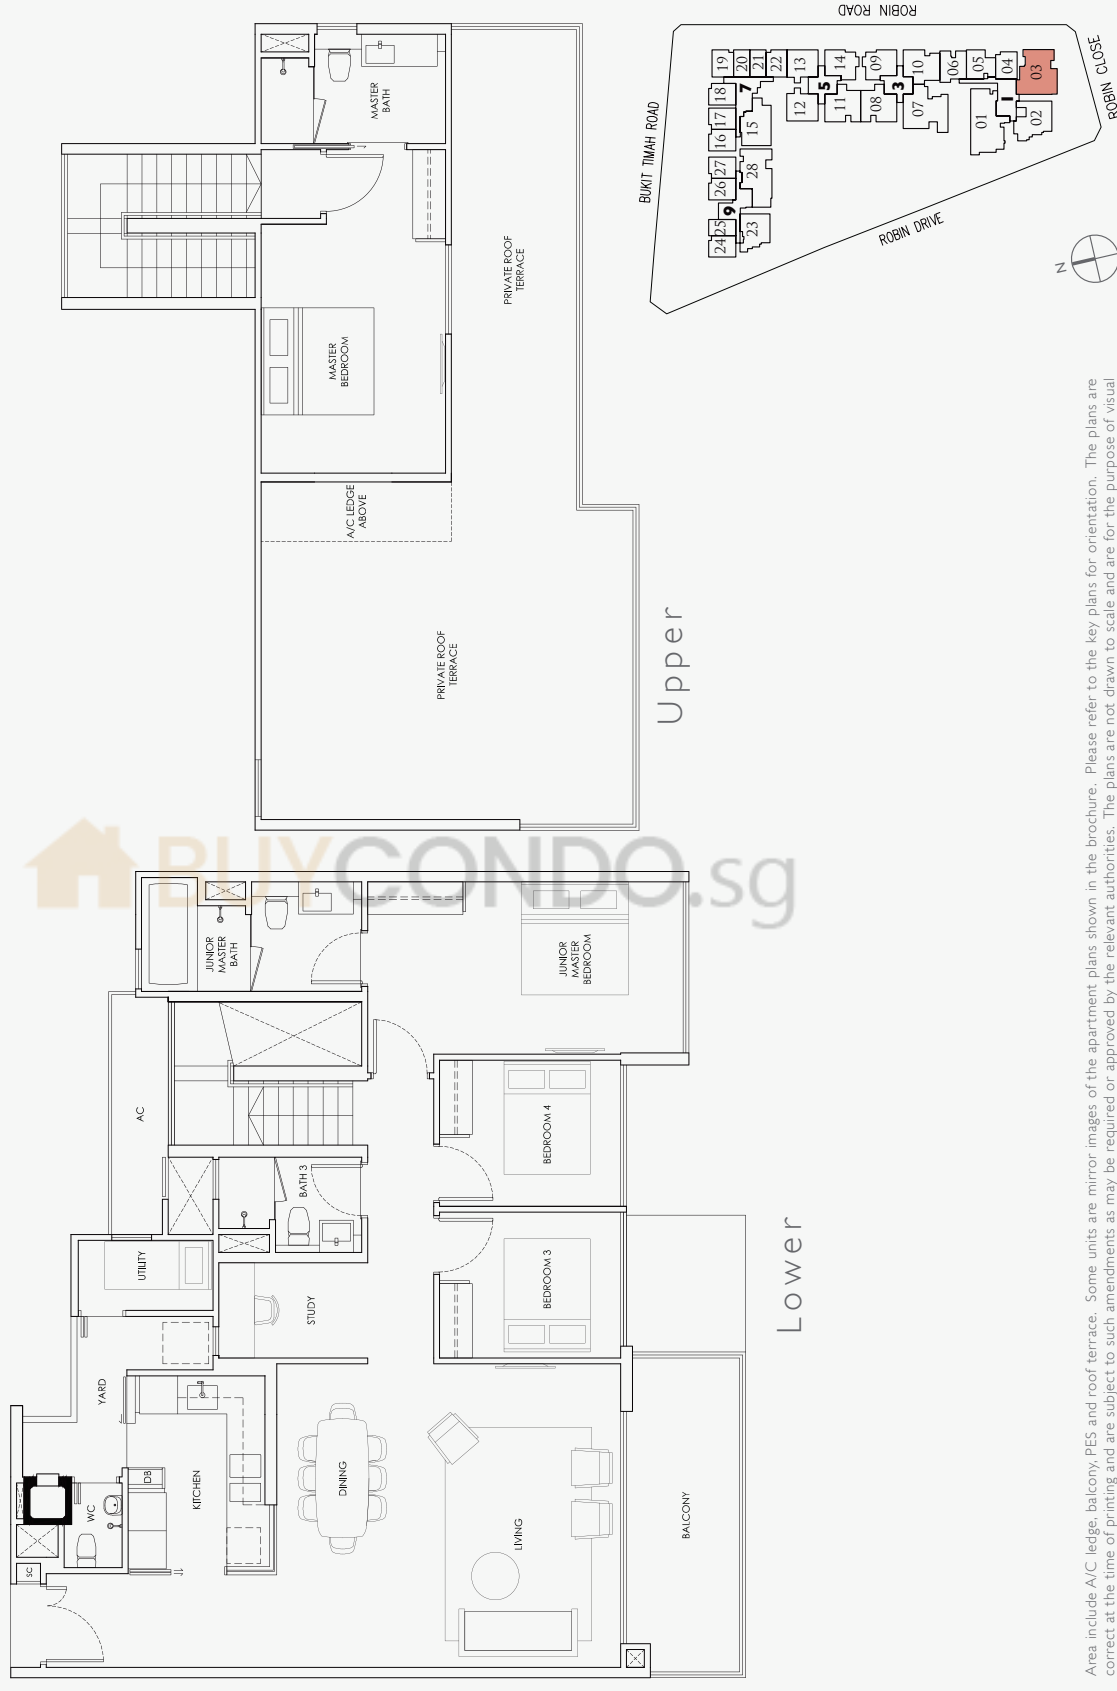 ROBIN ROAD
ROBIN CLOSE
BUKIT TIMAH ROAD
ROBIN DRIVE
19
20
21
22
13
14
09
10
06
05
04
03
18
7
5
3
1
17
16
15
12
11
08
07
01
02
27
26
28
9
25
24
23
N
MASTER
BATH
MASTER
BEDROOM
PRIVATE ROOF
TERRACE
A/C LEDGE
ABOVE
PRIVATE ROOF
TERRACE
Upper
BUYCONDO.sg
JUNIOR
MASTER
BATH
JUNIOR
MASTER
BEDROOM
AC
BEDROOM 4
BATH 3
UTILITY
STUDY
BEDROOM 3
YARD
KITCHEN
DB
WC
SC
DINING
LIVING
BALCONY
Lower
Area include A/C ledge, balcony, PES and roof terrace. Some units are mirror images of the apartment plans shown in the brochure. Please refer to the key plans for orientation. The plans are
correct at the time of printing and are subject to such amendments as may be required or approved by the relevant authorities. The plans are not drawn to scale and are for the purpose of visual